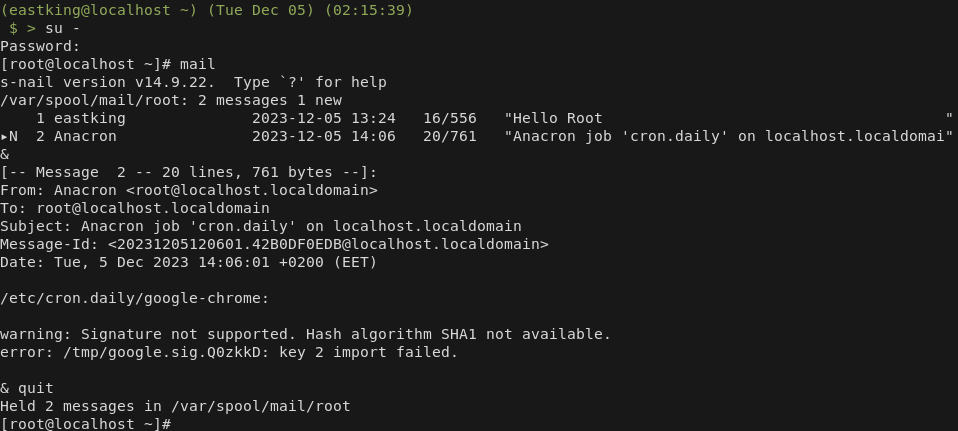 (eastking@localhost ~) (Tue Dec 05) (02:15:39)
 $ > su -
Password:
[root@localhost ~]# mail
s-nail version v14.9.22.  Type `?' for help
/var/spool/mail/root: 2 messages 1 new
    1 eastking              2023-12-05 13:24   16/556   "Hello Root                                      "
▸N  2 Anacron               2023-12-05 14:06   20/761   "Anacron job 'cron.daily' on localhost.localdomai"
&
[-- Message  2 -- 20 lines, 761 bytes --]:
From: Anacron <root@localhost.localdomain>
To: root@localhost.localdomain
Subject: Anacron job 'cron.daily' on localhost.localdomain
Message-Id: <20231205120601.42B0DF0EDB@localhost.localdomain>
Date: Tue, 5 Dec 2023 14:06:01 +0200 (EET)

/etc/cron.daily/google-chrome:

warning: Signature not supported. Hash algorithm SHA1 not available.
error: /tmp/google.sig.Q0zkkD: key 2 import failed.

& quit
Held 2 messages in /var/spool/mail/root
[root@localhost ~]#